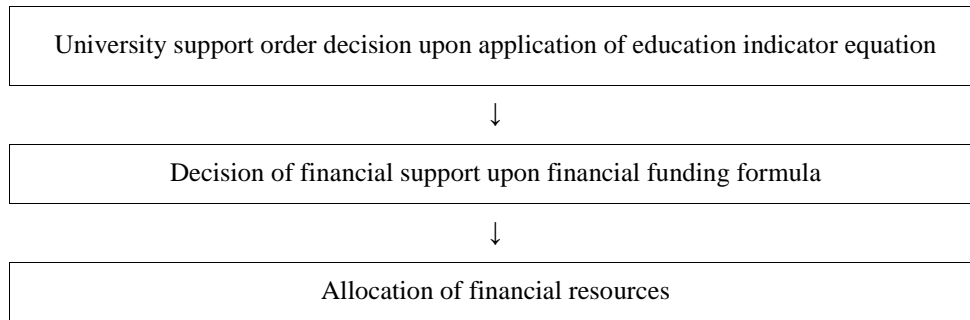 University support order decision upon application of education indicator equation
↓
Decision of financial support upon financial funding formula
↓
Allocation of financial resources